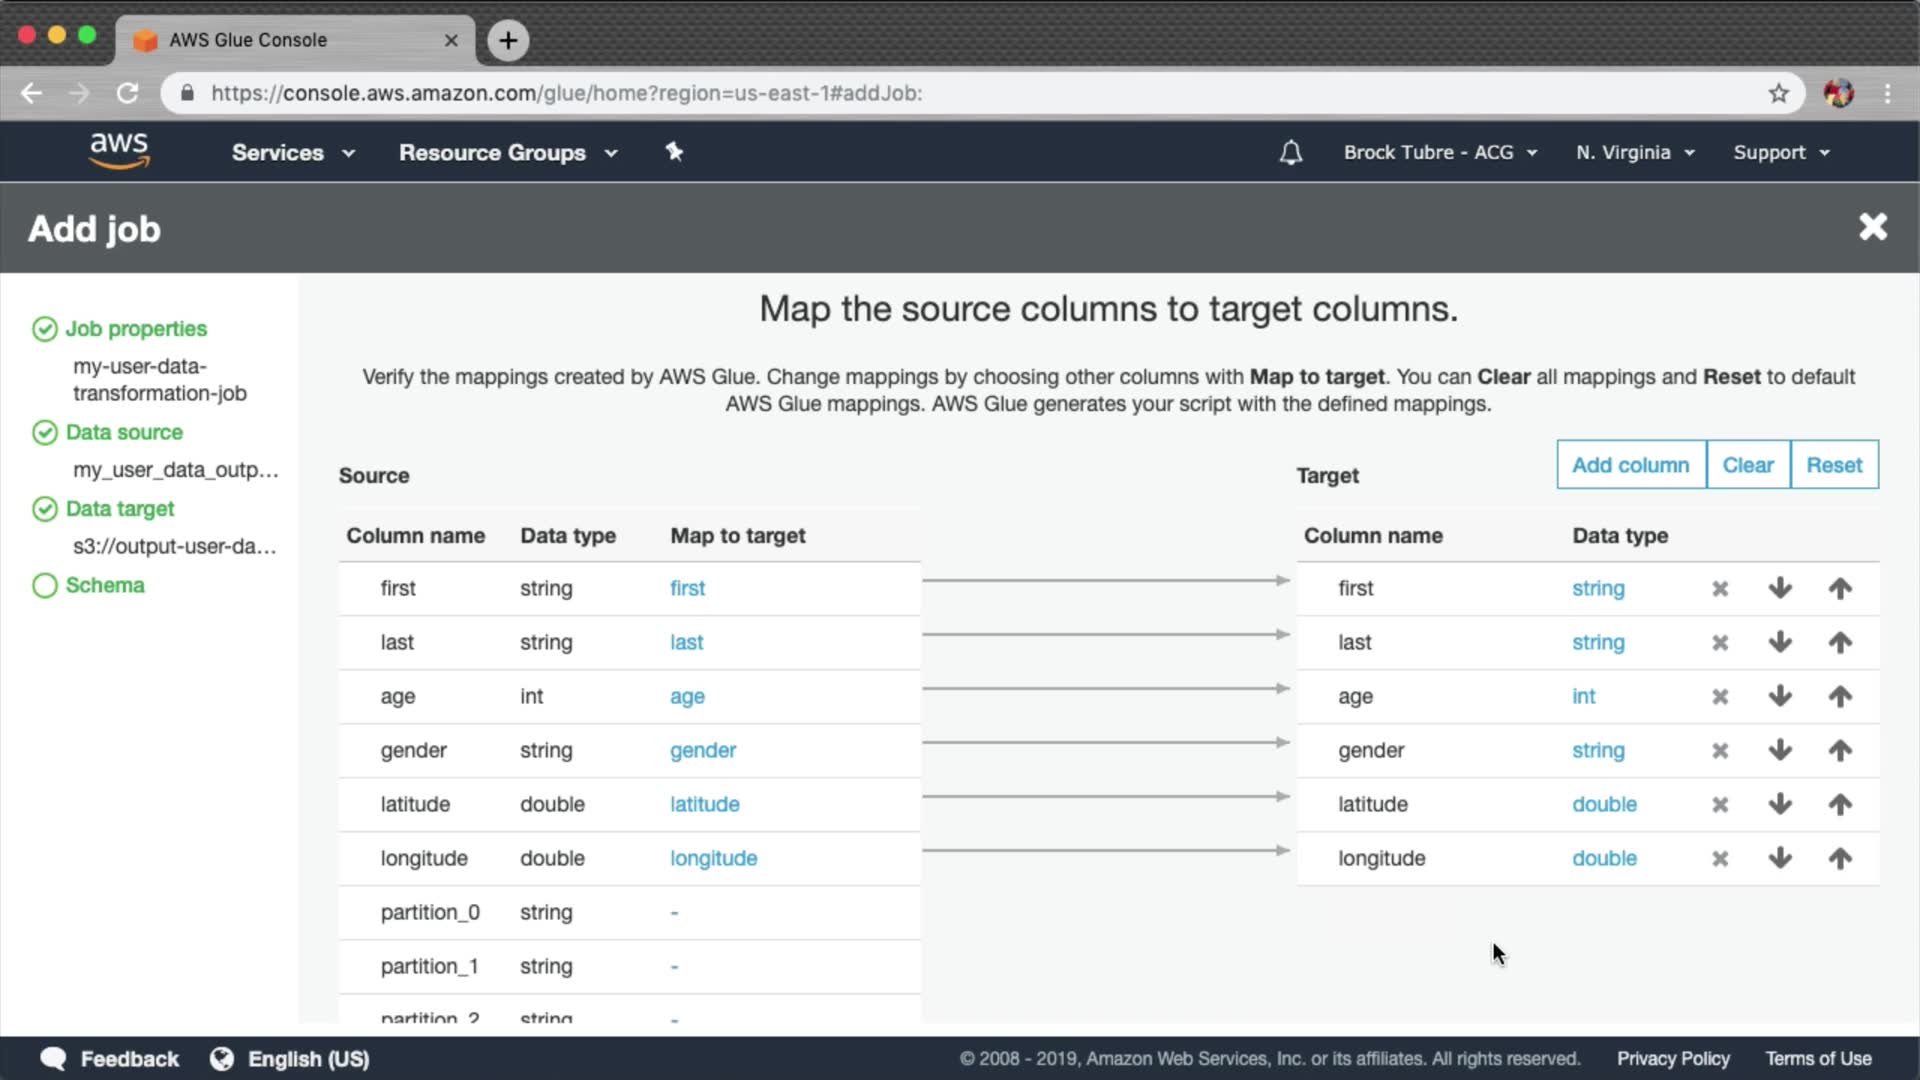 AWS Glue Console
https://console.aws.amazon.com/glue/home?region=us-east-1#addJob:
aws Services Resource Groups Brock Tubre - ACG N. Virginia Support
Add job
Job properties
my-user-data-
transformation-job
Data source
my_user_data_outp...
Data target
s3://output-user-da...
Schema
Map the source columns to target columns.
Verify the mappings created by AWS Glue. Change mappings by choosing other columns with Map to target. You can Clear all mappings and Reset to default
AWS Glue mappings. AWS Glue generates your script with the defined mappings.
Source Target Add column Clear Reset
Column name Data type Map to target Column name Data type
first string first first string
last string last last string
age int age age int
gender string gender gender string
latitude double latitude latitude double
longitude double longitude longitude double
partition_0 string -
partition_1 string -
partition_2 string -
Feedback English (US) © 2008 - 2019, Amazon Web Services, Inc. or its affiliates. All rights reserved. Privacy Policy Terms of Use